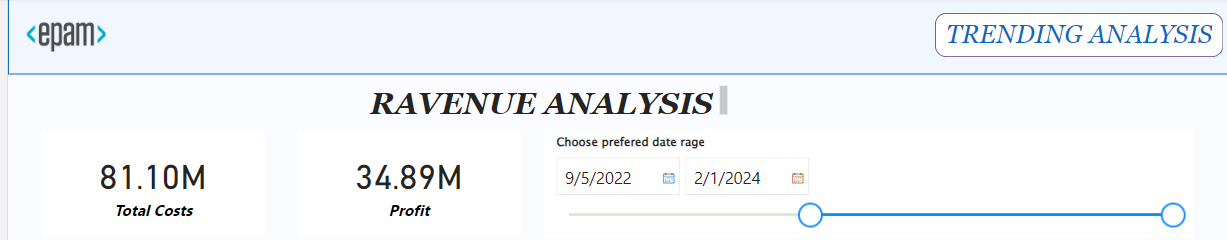 <epam>
TRENDING ANALYSIS
RAVENUE ANALYSIS
81.10M
Total Costs
34.89M
Profit
Choose prefered date rage
9/5/2022
2/1/2024